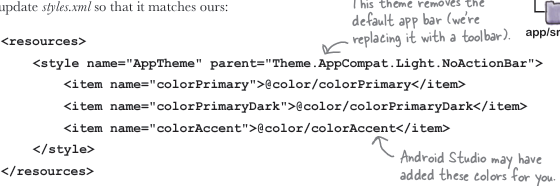 update styles.xml so that it matches ours:
This theme removes the
default app bar (we're
replacing it with a toolbar).
<resources>
<style name="AppTheme" parent="Theme.AppCompat.Light.NoActionBar">
<item name="colorPrimary">@color/colorPrimary</item>
<item name="colorPrimaryDark">@color/colorPrimaryDark</item>
<item name="colorAccent">@color/colorAccent</item>
</style>
</resources>
Android Studio may have
added these colors for you.